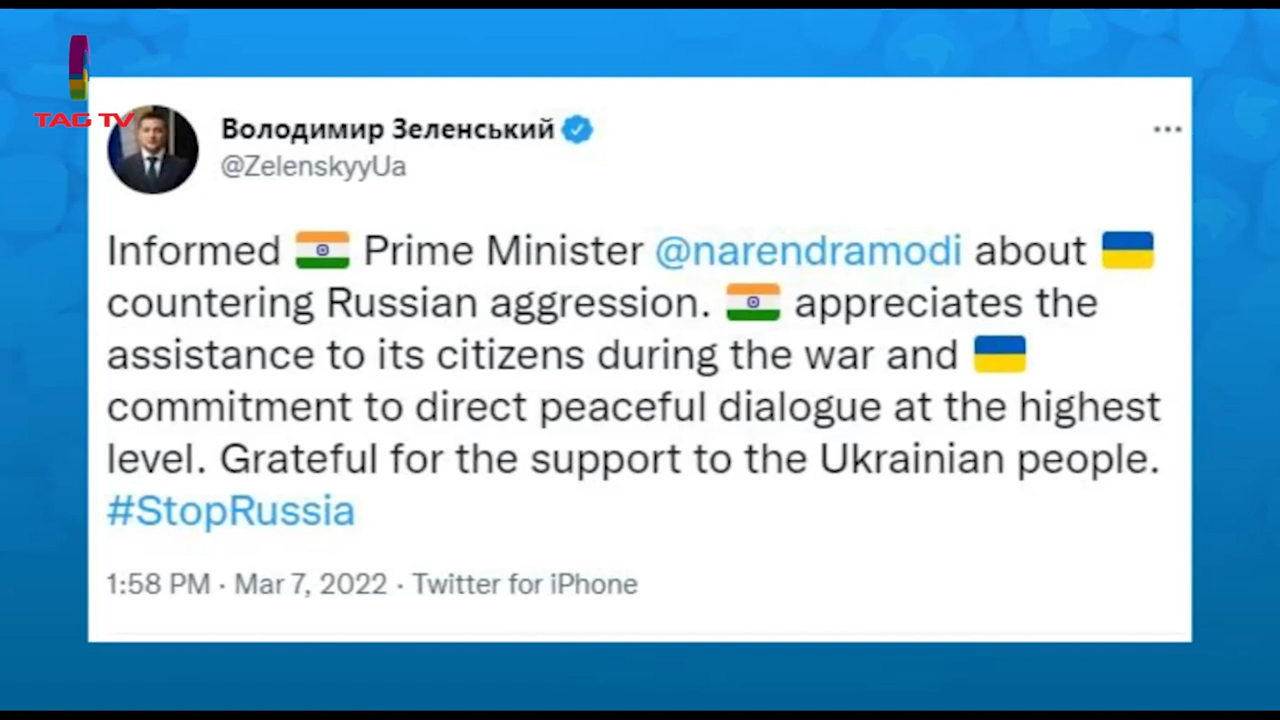 TAG TV
Володимир Зеленський
@ZelenskyyUa
Informed 🇮🇳 Prime Minister @narendramodi about 🇺🇦
countering Russian aggression. 🇮🇳 appreciates the
assistance to its citizens during the war and 🇺🇦
commitment to direct peaceful dialogue at the highest
level. Grateful for the support to the Ukrainian people.
#StopRussia
1:58 PM · Mar 7, 2022 · Twitter for iPhone